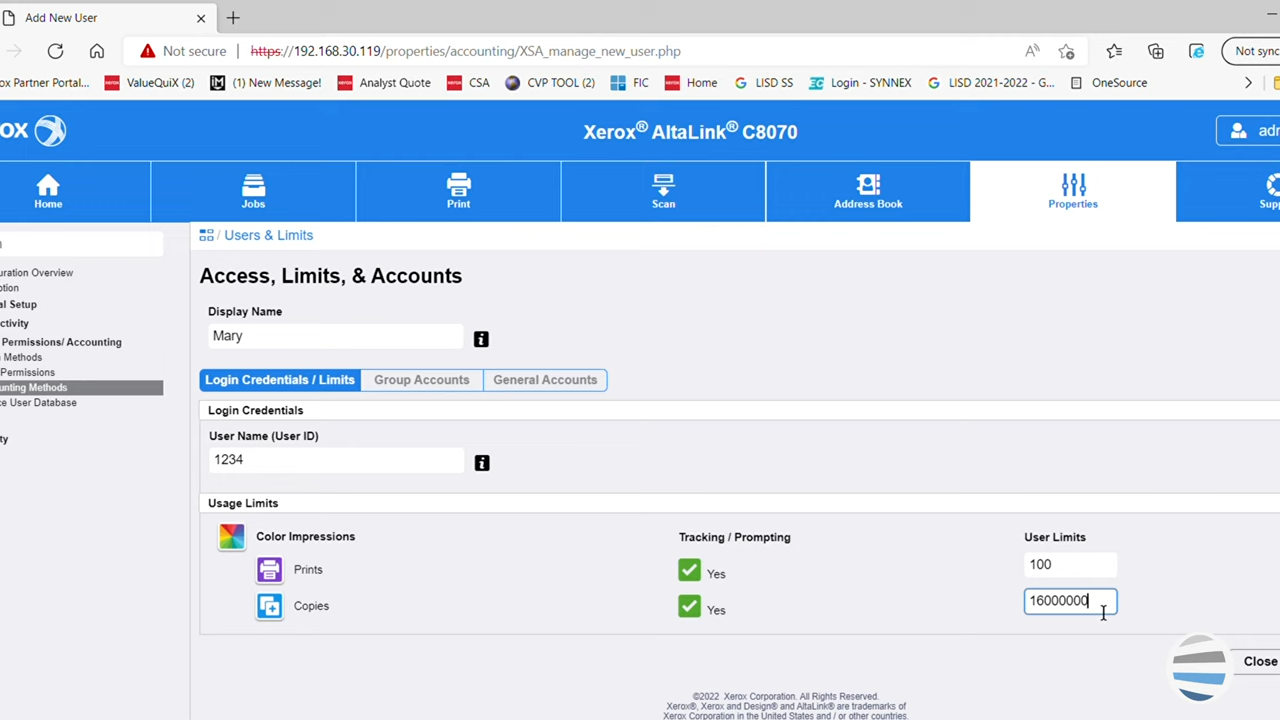 Add New User
Not secure
https://192.168.30.119/properties/accounting/XSA_manage_new_user.php
Not sync
ox Partner Portal...
ValueQuiX (2)
(1) New Message!
Analyst Quote
CSA
CVP TOOL (2)
FIC
Home
LISD SS
Login - SYNNEX
LISD 2021-2022 - G...
OneSource
OX
Xerox® AltaLink® C8070
adm
Home
Jobs
Print
Scan
Address Book
Properties
Supp
n
uration Overview
ption
al Setup
ectivity
Permissions/ Accounting
n Methods
Permissions
unting Methods
ce User Database
ty
/ Users & Limits
Access, Limits, & Accounts
Display Name
Mary
Login Credentials / Limits
Group Accounts
General Accounts
Login Credentials
User Name (User ID)
1234
Usage Limits
Color Impressions
Tracking / Prompting
User Limits
Prints
Yes
100
Copies
Yes
16000000
Close
©2022 Xerox Corporation. All Rights Reserved.
Xerox®, Xerox and Design® and AltaLink® are trademarks of
Xerox Corporation in the United States and / or other countries.